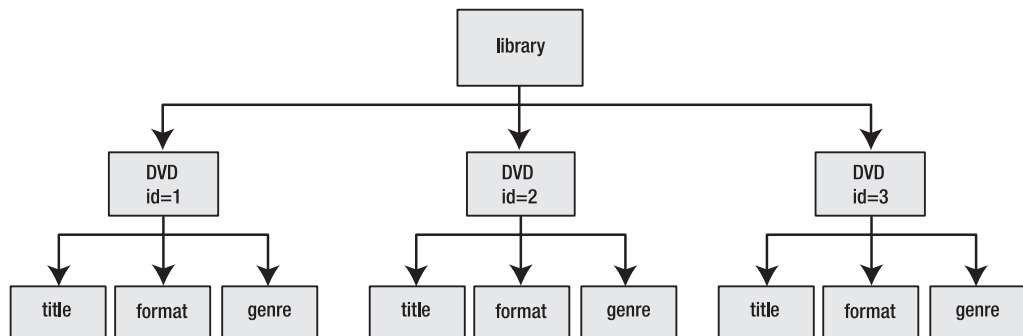 library
DVD
id=1
DVD
id=2
DVD
id=3
title
format
genre
title
format
genre
title
format
genre